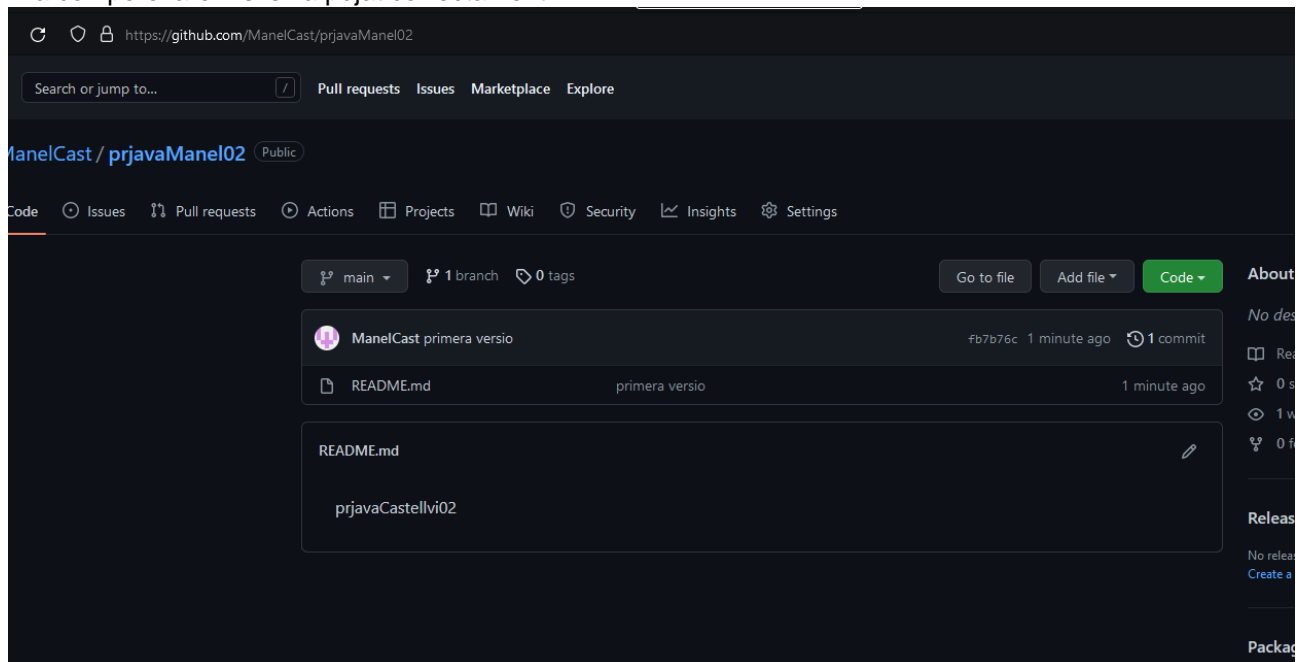 https://github.com/ManelCast/prjavaManel02
Search or jump to... / Pull requests Issues Marketplace Explore
ManelCast / prjavaManel02 Public
Code Issues Pull requests Actions Projects Wiki Security Insights Settings
main 1 branch 0 tags Go to file Add file Code About
ManelCast primera versio fb7b76c 1 minute ago 1 commit
README.md primera versio 1 minute ago
README.md
prjavaCastellvi02
No releas
Create a